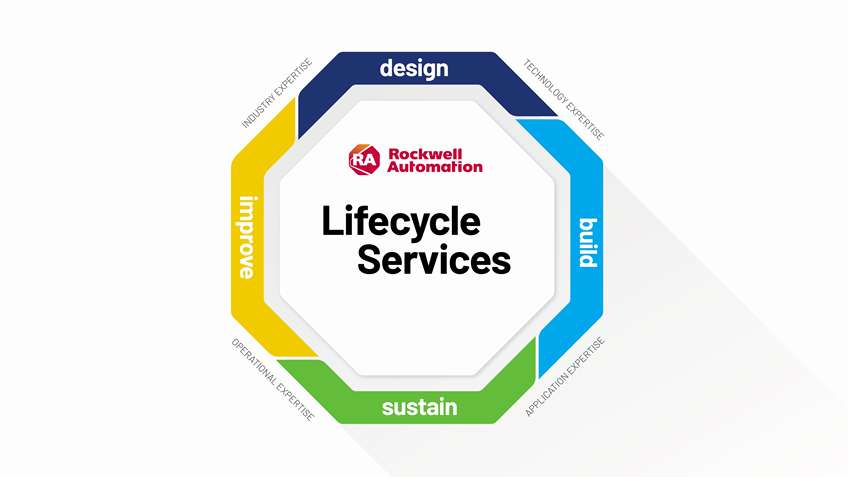 design
INDUSTRY EXPERTISE
TECHNOLOGY EXPERTISE
RA
Rockwell
Automation
Lifecycle
Services
improve
build
OPERATIONAL EXPERTISE
APPLICATION EXPERTISE
sustain